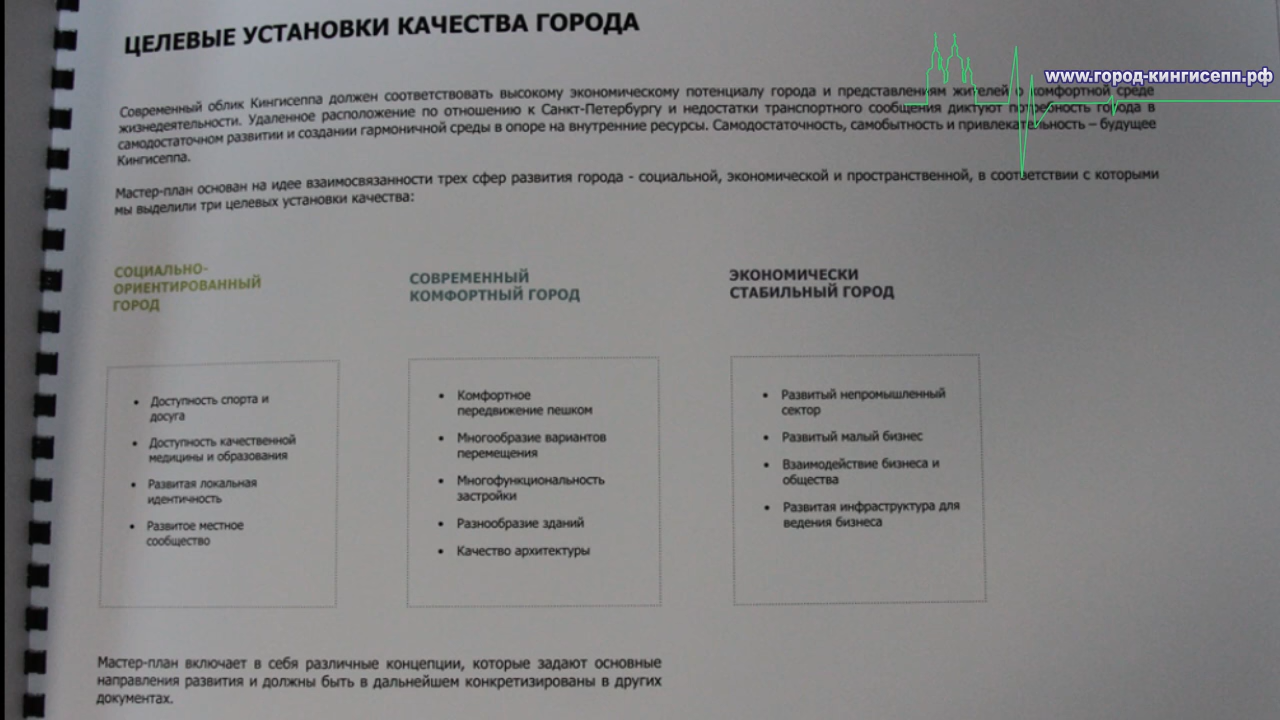 ЦЕЛЕВЫЕ УСТАНОВКИ КАЧЕСТВА ГОРОДА
www.город-кингисепп.рф
Современный облик Кингисеппа должен соответствовать высокому экономическому потенциалу города и представлениям жителей о комфортной среде
жизнедеятельности. Удаленное расположение по отношению к Санкт-Петербургу и недостатки транспортного сообщения диктуют потребность города в
самодостаточном развитии и создании гармоничной среды в опоре на внутренние ресурсы. Самодостаточность, самобытность и привлекательность – будущее
Кингисеппа.
Мастер-план основан на идее взаимосвязанности трех сфер развития города - социальной, экономической и пространственной, в соответствии с которыми
мы выделили три целевых установки качества:
СОЦИАЛЬНО-
ОРИЕНТИРОВАННЫЙ
ГОРОД
• Доступность спорта и
досуга
• Доступность качественной
медицины и образования
• Развитая локальная
идентичность
• Развитое местное
сообщество
СОВРЕМЕННЫЙ
КОМФОРТНЫЙ ГОРОД
• Комфортное
передвижение пешком
• Многообразие вариантов
перемещения
• Многофункциональность
застройки
• Разнообразие зданий
• Качество архитектуры
ЭКОНОМИЧЕСКИ
СТАБИЛЬНЫЙ ГОРОД
• Развитый непромышленный
сектор
• Развитый малый бизнес
• Взаимодействие бизнеса и
общества
• Развитая инфраструктура для
ведения бизнеса
Мастер-план включает в себя различные концепции, которые задают основные
направления развития и должны быть в дальнейшем конкретизированы в других
документах.